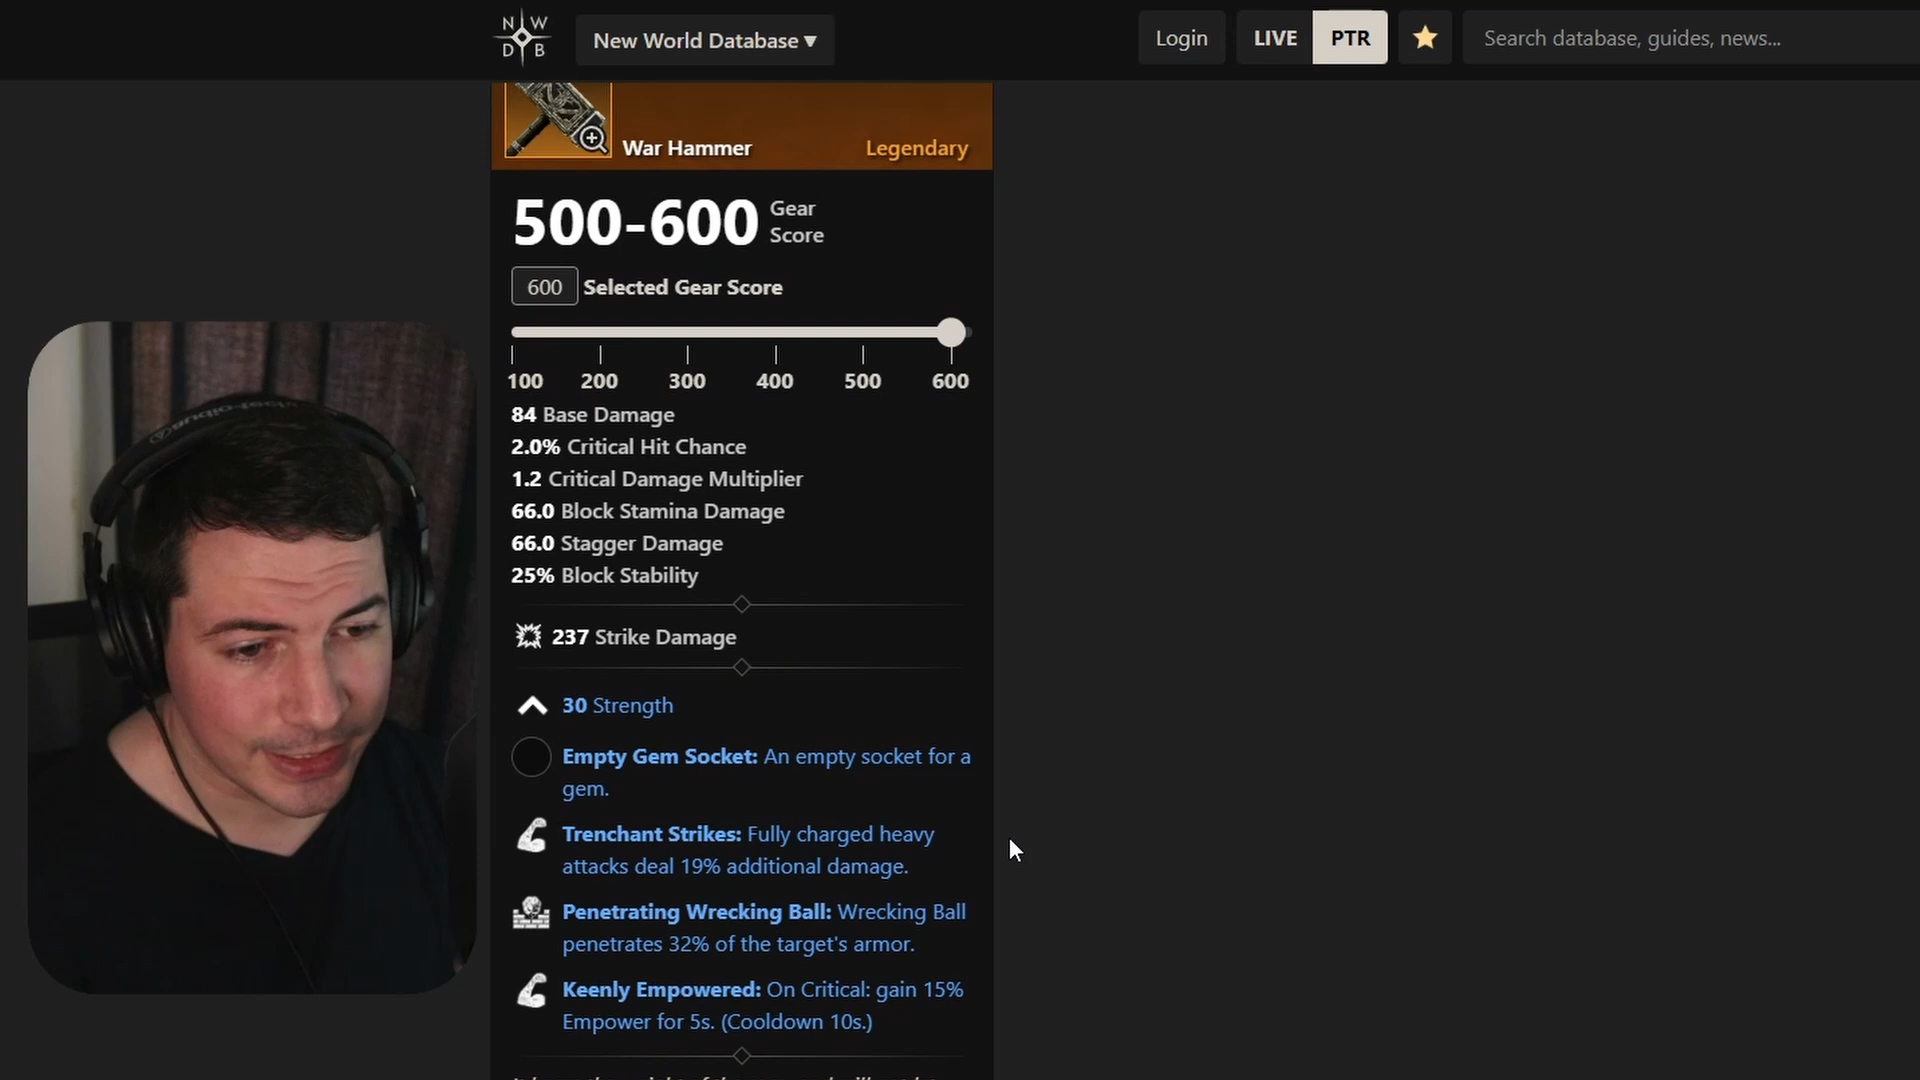 N W
D B
New World Database ▼
Login
LIVE
PTR
Search database, guides, news...
War Hammer
Legendary
500-600 Gear
Score
600 Selected Gear Score
100 200 300 400 500 600
84 Base Damage
2.0% Critical Hit Chance
1.2 Critical Damage Multiplier
66.0 Block Stamina Damage
66.0 Stagger Damage
25% Block Stability
237 Strike Damage
30 Strength
Empty Gem Socket: An empty socket for a
gem.
Trenchant Strikes: Fully charged heavy
attacks deal 19% additional damage.
Penetrating Wrecking Ball: Wrecking Ball
penetrates 32% of the target's armor.
Keenly Empowered: On Critical: gain 15%
Empower for 5s. (Cooldown 10s.)